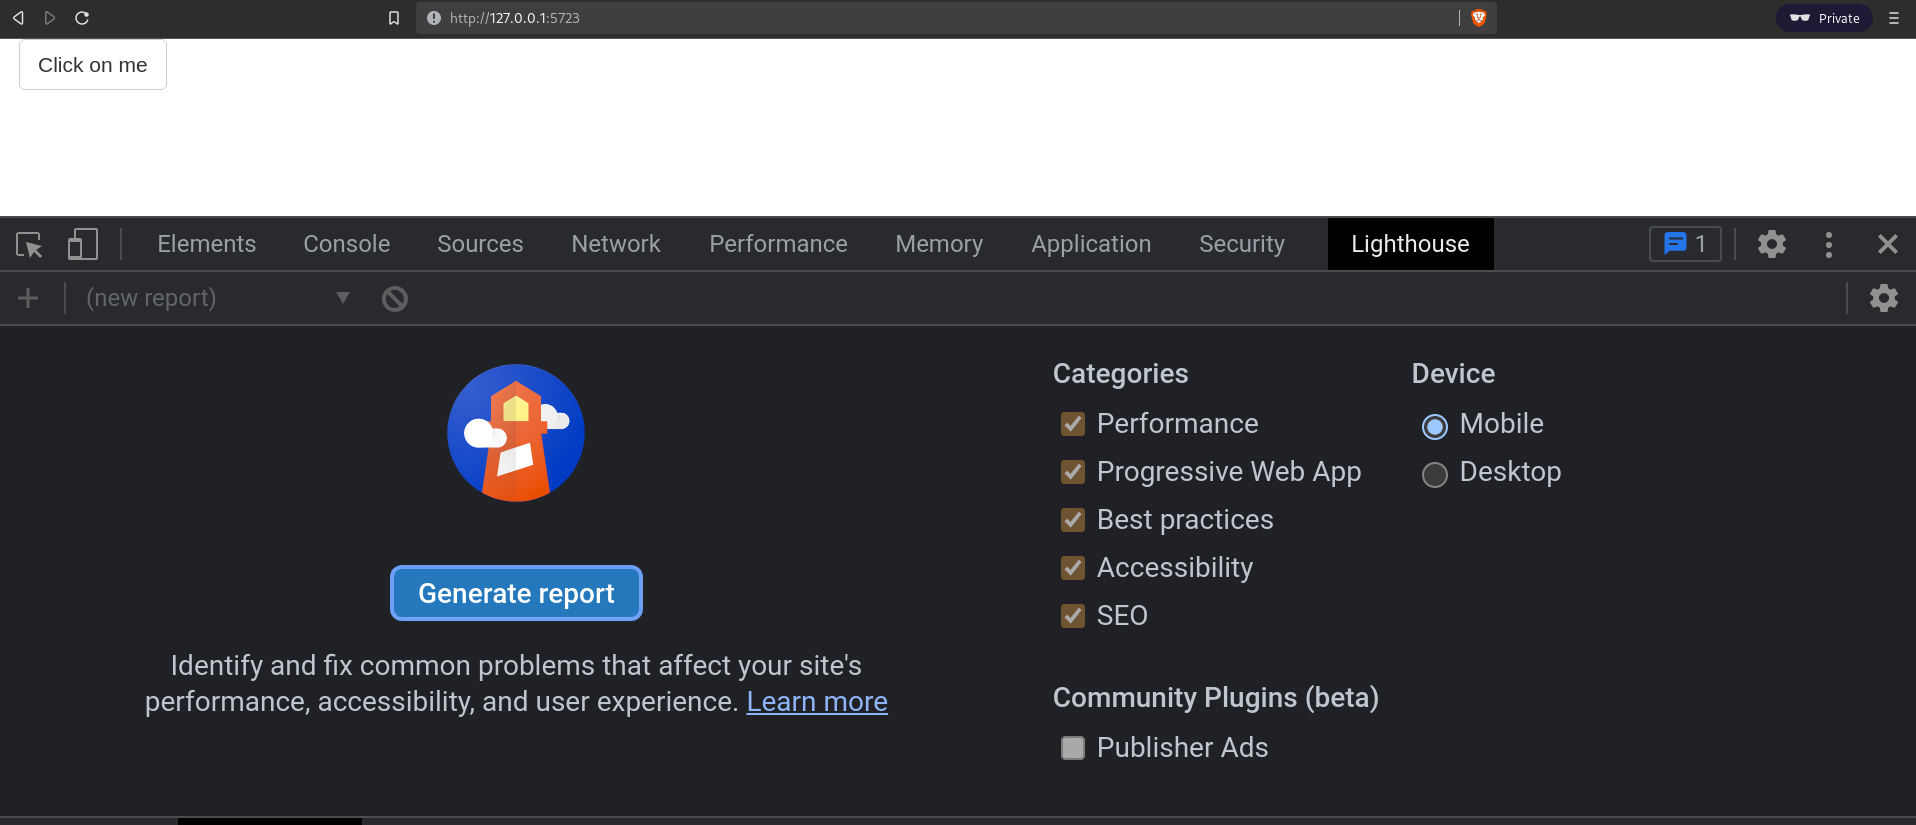 http://127.0.0.1:5723
Private
Click on me
Elements Console Sources Network Performance Memory Application Security Lighthouse 1
(new report)
Categories
Performance
Progressive Web App
Best practices
Accessibility
SEO
Device
Mobile
Desktop
Generate report
Identify and fix common problems that affect your site's
performance, accessibility, and user experience. Learn more
Community Plugins (beta)
Publisher Ads